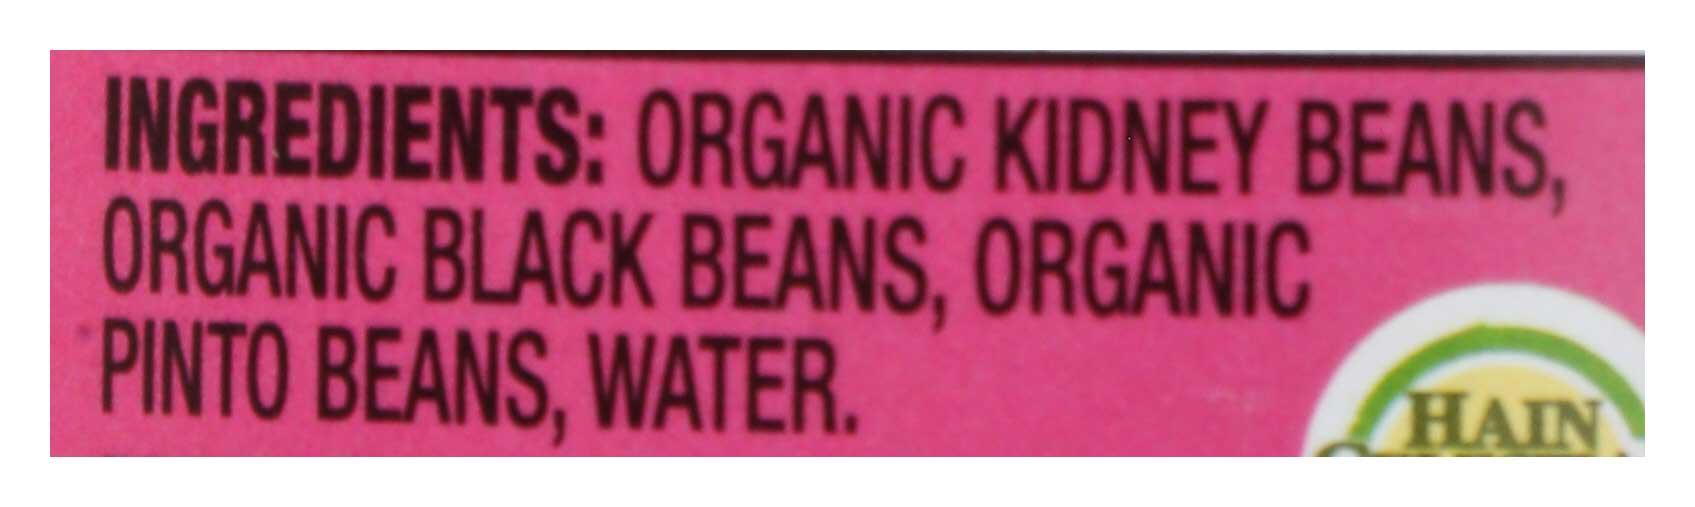 INGREDIENTS: ORGANIC KIDNEY BEANS,
ORGANIC BLACK BEANS, ORGANIC
PINTO BEANS, WATER.
HAIN